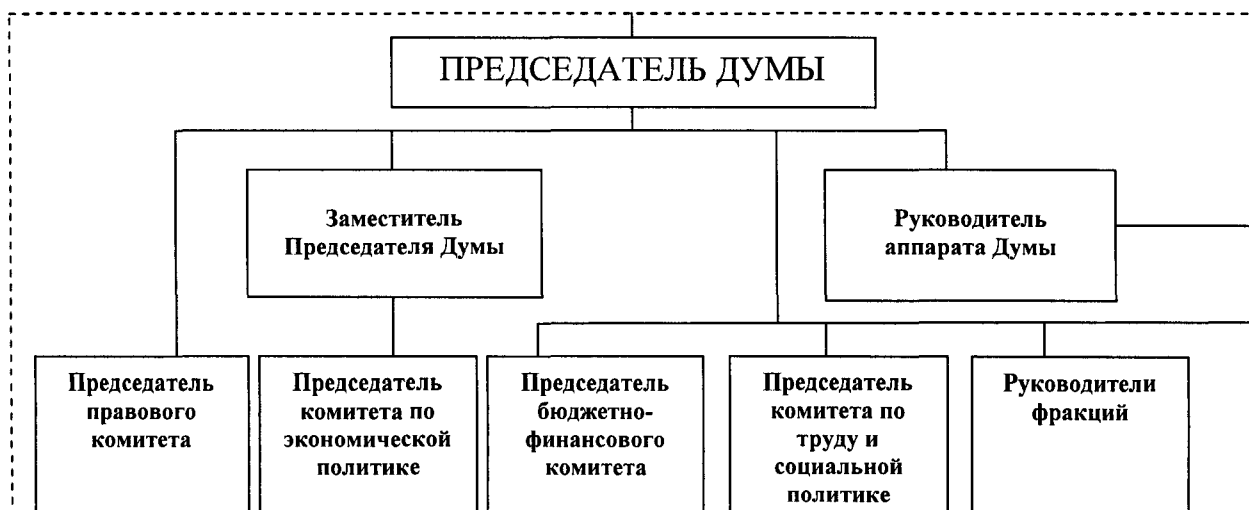 ПРЕДСЕДАТЕЛЬ ДУМЫ
Заместитель
Председателя Думы
Руководитель
аппарата Думы
Председатель
правового
комитета
Председатель
комитета по
экономической
политике
Председатель
бюджетно-
финансового
комитета
Председатель
комитета по
труду и
социальной
политике
Руководители
фракций